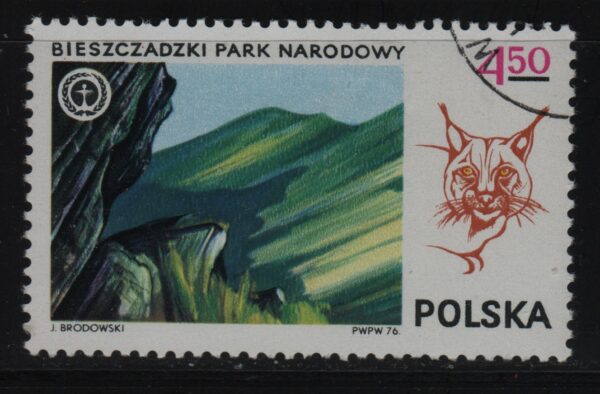 BIESZCZADZKI PARK NARODOWY
4.50
POLSKA
J. BRODOWSKI
PWPW 76.